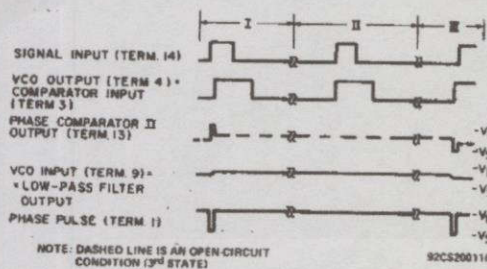 I II III
SIGNAL INPUT (TERM. 14)
VCO OUTPUT (TERM 4) =
COMPARATOR INPUT
(TERM 3)
PHASE COMPARATOR II
OUTPUT (TERM. 13)
VCO INPUT (TERM. 9) =
LOW-PASS FILTER
OUTPUT
PHASE PULSE (TERM. 1)
NOTE: DASHED LINE IS AN OPEN-CIRCUIT
CONDITION (3rd STATE)